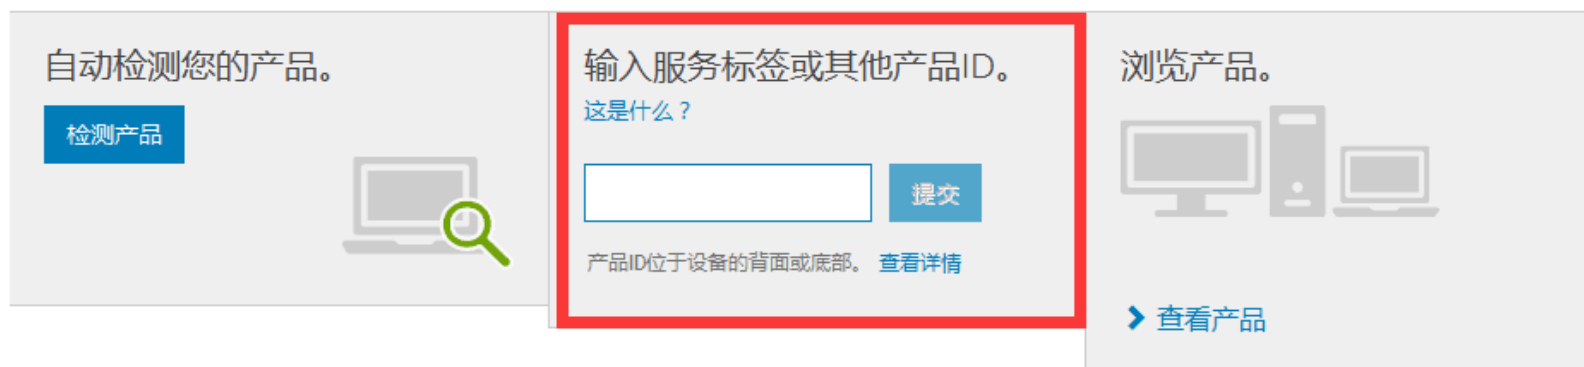 自动检测您的产品。
检测产品
输入服务标签或其他产品ID。
这是什么？
提交
产品ID位于设备的背面或底部。 查看详情
浏览产品。
查看产品